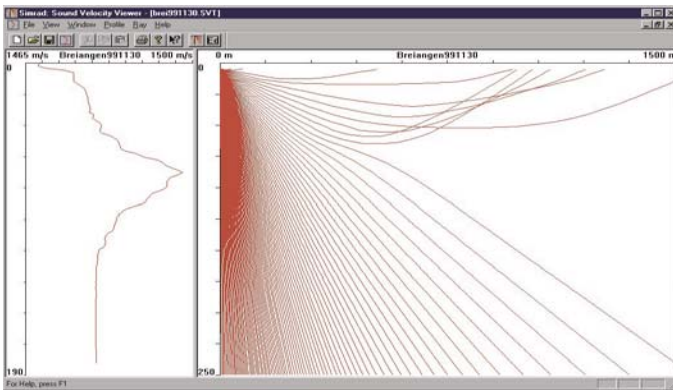 Simrad: Sound Velocity Viewer - [brei991130.SVT]
File View Window Profile Ray Help
1465 m/s Breiangen991130 1500 m/s
0
190
0 m Breiangen991130 1500 m
0
250
For Help, press F1